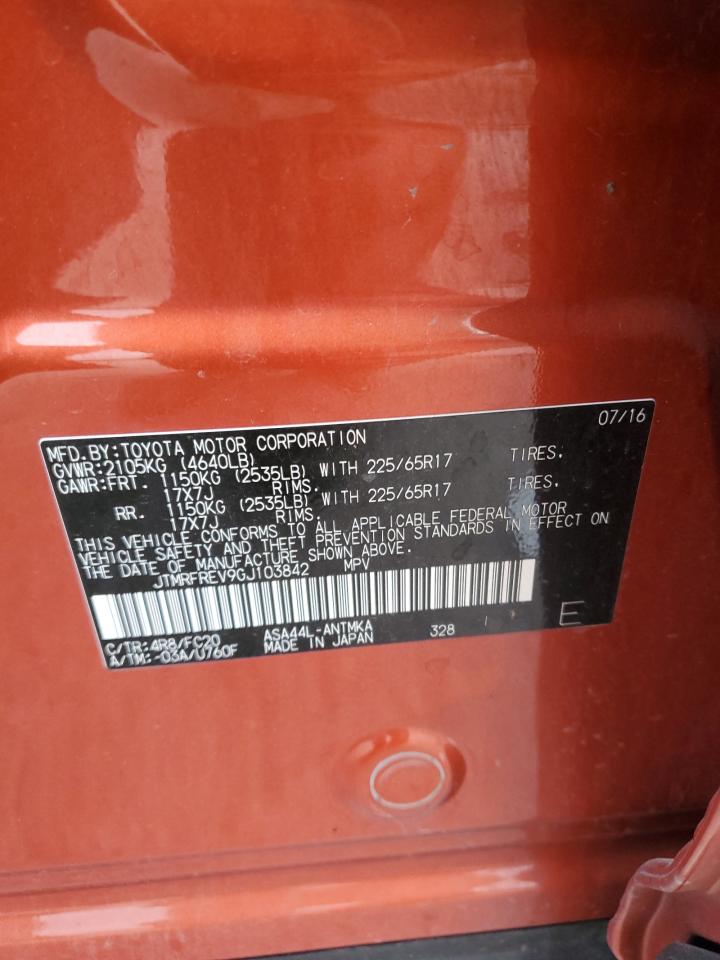 07/16
MFD.BY:TOYOTA MOTOR CORPORATION
GVWR:2105KG (4640LB)
GAWR:FRT. 1150KG (2535LB) WITH 225/65R17 TIRES,
17X7J RIMS.
RR. 1150KG (2535LB) WITH 225/65R17 TIRES,
17X7J RIMS.
THIS VEHICLE CONFORMS TO ALL APPLICABLE FEDERAL MOTOR
VEHICLE SAFETY AND THEFT PREVENTION STANDARDS IN EFFECT ON
THE DATE OF MANUFACTURE SHOWN ABOVE.
JTMRFREV9GJ103842 MPV
C/TR:4R8/FC20 ASA44L-ANTMKA 328 E
A/TM:-03A/U760F MADE IN JAPAN